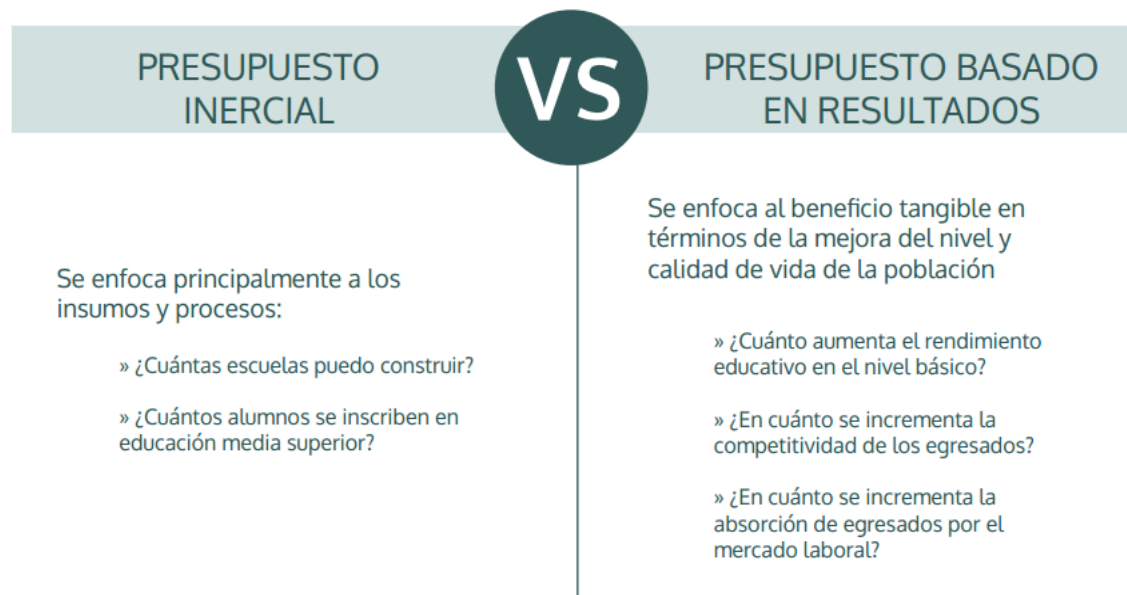 PRESUPUESTO
INERCIAL
VS
PRESUPUESTO BASADO
EN RESULTADOS
Se enfoca principalmente a los
insumos y procesos:
» ¿Cuántas escuelas puedo construir?
» ¿Cuántos alumnos se inscriben en
educación media superior?
Se enfoca al beneficio tangible en
términos de la mejora del nivel y
calidad de vida de la población
» ¿Cuánto aumenta el rendimiento
educativo en el nivel básico?
» ¿En cuánto se incrementa la
competitividad de los egresados?
» ¿En cuánto se incrementa la
absorción de egresados por el
mercado laboral?